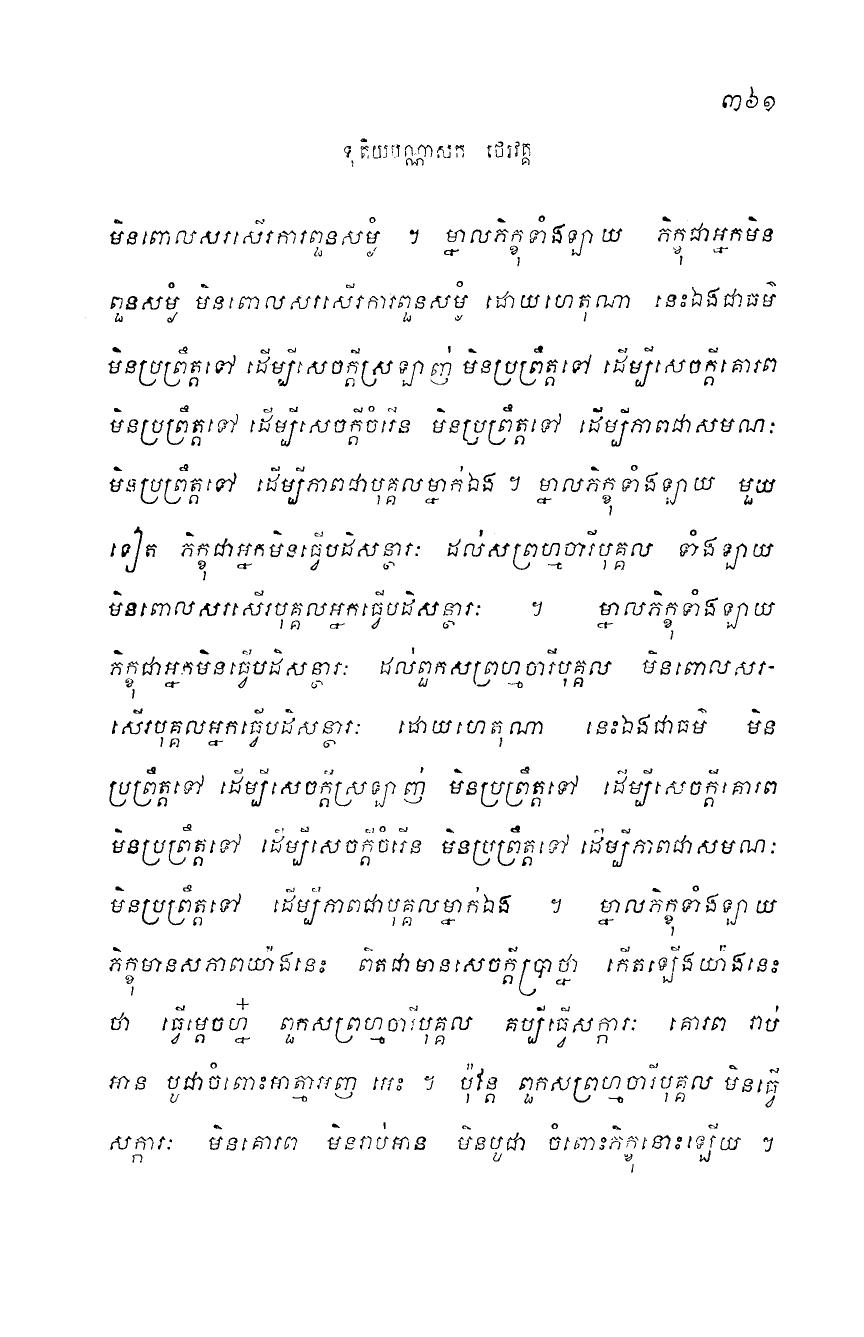 ៣៦១
ទុតិយបណ្ណាសក ថេរវគ្គ
មិនពោលសរសើរការពួនសម្ងំ ។ ម្នាលភិក្ខុទាំងឡាយ ភិក្ខុជាអ្នកមិន
ពួនសម្ងំ មិនពោលសរសើរការពួនសម្ងំ ដោយហេតុណា នេះឯងជាធម៌
មិនប្រព្រឹត្តទៅ ដើម្បីសេចក្តីស្រឡាញ់ មិនប្រព្រឹត្តទៅ ដើម្បីសេចក្តីគោរព
មិនប្រព្រឹត្តទៅ ដើម្បីសេចក្តីចំរើន មិនប្រព្រឹត្តទៅ ដើម្បីភាពជាសមណៈ
មិនប្រព្រឹត្តទៅ ដើម្បីភាពជាបុគ្គលម្នាក់ឯង ។ ម្នាលភិក្ខុទាំងឡាយ មួយ
ទៀត ភិក្ខុជាអ្នកមិនធ្វើបដិសន្ថារៈ ដល់សព្រហ្មចារីបុគ្គល ទាំងឡាយ
មិនពោលសរសើរបុគ្គលអ្នកធ្វើបដិសន្ថារៈ ។ ម្នាលភិក្ខុទាំងឡាយ
ភិក្ខុជាអ្នកមិនធ្វើបដិសន្ថារៈ ដល់ពួកសព្រហ្មចារីបុគ្គល មិនពោលសរ-
សើរបុគ្គលអ្នកធ្វើបដិសន្ថារៈ ដោយហេតុណា នេះឯងជាធម៌ មិន
ប្រព្រឹត្តទៅ ដើម្បីសេចក្តីស្រឡាញ់ មិនប្រព្រឹត្តទៅ ដើម្បីសេចក្តីគោរព
មិនប្រព្រឹត្តទៅ ដើម្បីសេចក្តីចំរើន មិនប្រព្រឹត្តទៅ ដើម្បីភាពជាសមណៈ
មិនប្រព្រឹត្តទៅ ដើម្បីភាពជាបុគ្គលម្នាក់ឯង ។ ម្នាលភិក្ខុទាំងឡាយ
ភិក្ខុមានសភាពយ៉ាងនេះ ពិតជាមានសេចក្តីប្រាថ្នា កើតឡើងយ៉ាងនេះ
ថា ធ្វើម្តេចហ្ន៎ ពួកសព្រហ្មចារីបុគ្គល គប្បីធ្វើសក្ការៈ គោរព រាប់
អាន បូជាចំពោះអាត្មាអញ អេះ ។ ប៉ុន្តែ ពួកសព្រហ្មចារីបុគ្គល មិនធ្វើ
សក្ការៈ មិនគោរព មិនរាប់អាន មិនបូជា ចំពោះភិក្ខុនោះឡើយ ។